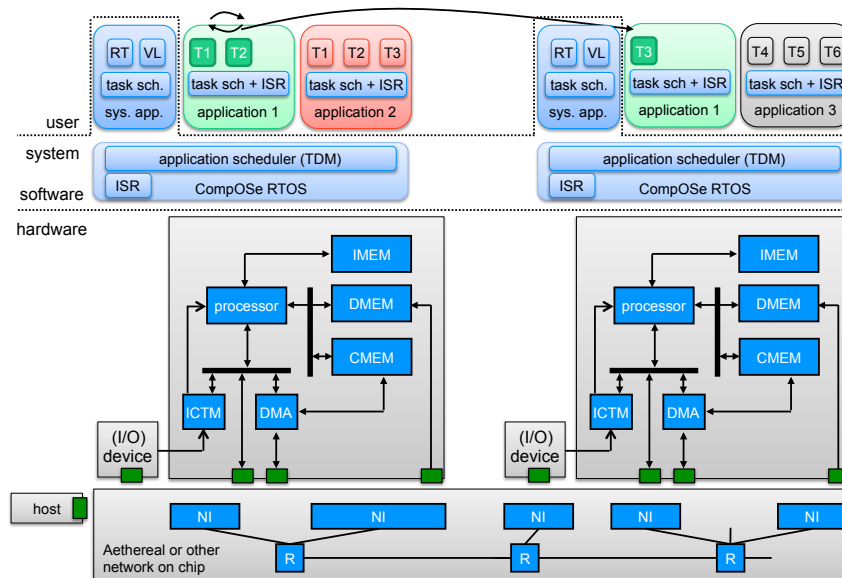 RT VL T1 T2 T1 T2 T3 RT VL T3 T4 T5 T6
task sch. task sch + ISR task sch + ISR task sch. task sch + ISR task sch + ISR
sys. app. application 1 application 2 sys. app. application 1 application 3
user
system
application scheduler (TDM) application scheduler (TDM)
ISR CompOSe RTOS ISR CompOSe RTOS
software
hardware
IMEM IMEM
processor DMEM processor DMEM
CMEM CMEM
ICTM DMA ICTM DMA
(I/O) (I/O)
device device
host
NI NI NI NI NI
Aethereal or other
network on chip
R R R